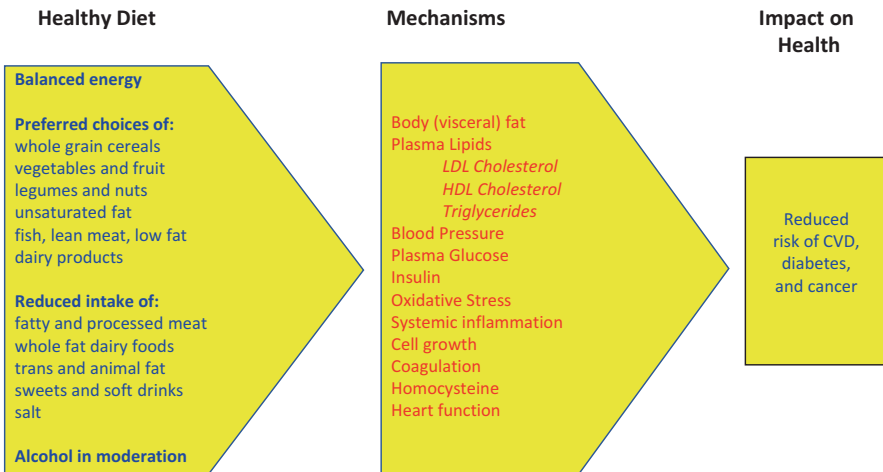 Healthy Diet
Balanced energy
Preferred choices of:
whole grain cereals
vegetables and fruit
legumes and nuts
unsaturated fat
fish, lean meat, low fat
dairy products
Reduced intake of:
fatty and processed meat
whole fat dairy foods
trans and animal fat
sweets and soft drinks
salt
Alcohol in moderation
Mechanisms
Body (visceral) fat
Plasma Lipids
LDL Cholesterol
HDL Cholesterol
Triglycerides
Blood Pressure
Plasma Glucose
Insulin
Oxidative Stress
Systemic inflammation
Cell growth
Coagulation
Homocysteine
Heart function
Impact on
Health
Reduced
risk of CVD,
diabetes,
and cancer